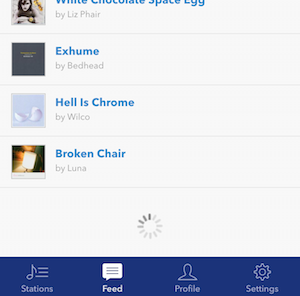 White Chocolate Space Egg
by Liz Phair
Exhume
by Bedhead
Hell Is Chrome
by Wilco
Broken Chair
by Luna
Stations
Feed
Profile
Settings